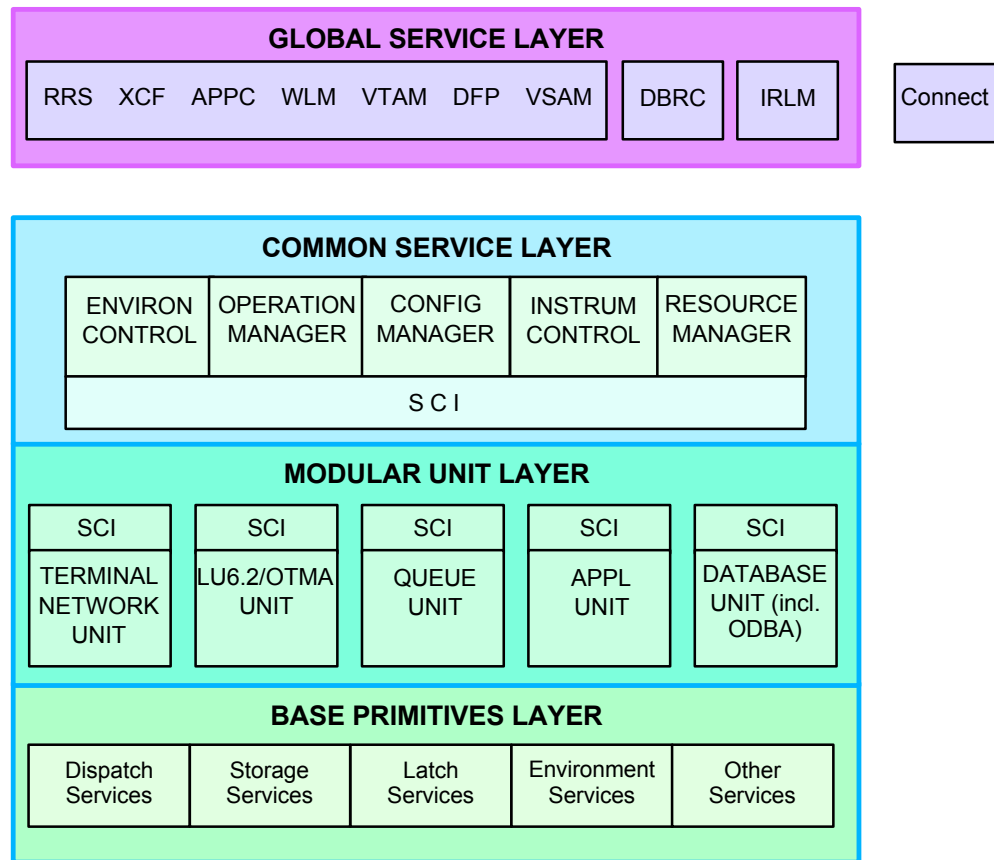 GLOBAL SERVICE LAYER
RRS XCF APPC WLM VTAM DFP VSAM
DBRC
IRLM
Connect
COMMON SERVICE LAYER
ENVIRON
CONTROL
OPERATION
MANAGER
CONFIG
MANAGER
INSTRUM
CONTROL
RESOURCE
MANAGER
S C I
MODULAR UNIT LAYER
SCI
TERMINAL
NETWORK
UNIT
SCI
LU6.2/OTMA
UNIT
SCI
QUEUE
UNIT
SCI
APPL
UNIT
SCI
DATABASE
UNIT (incl.
ODBA)
BASE PRIMITIVES LAYER
Dispatch
Services
Storage
Services
Latch
Services
Environment
Services
Other
Services